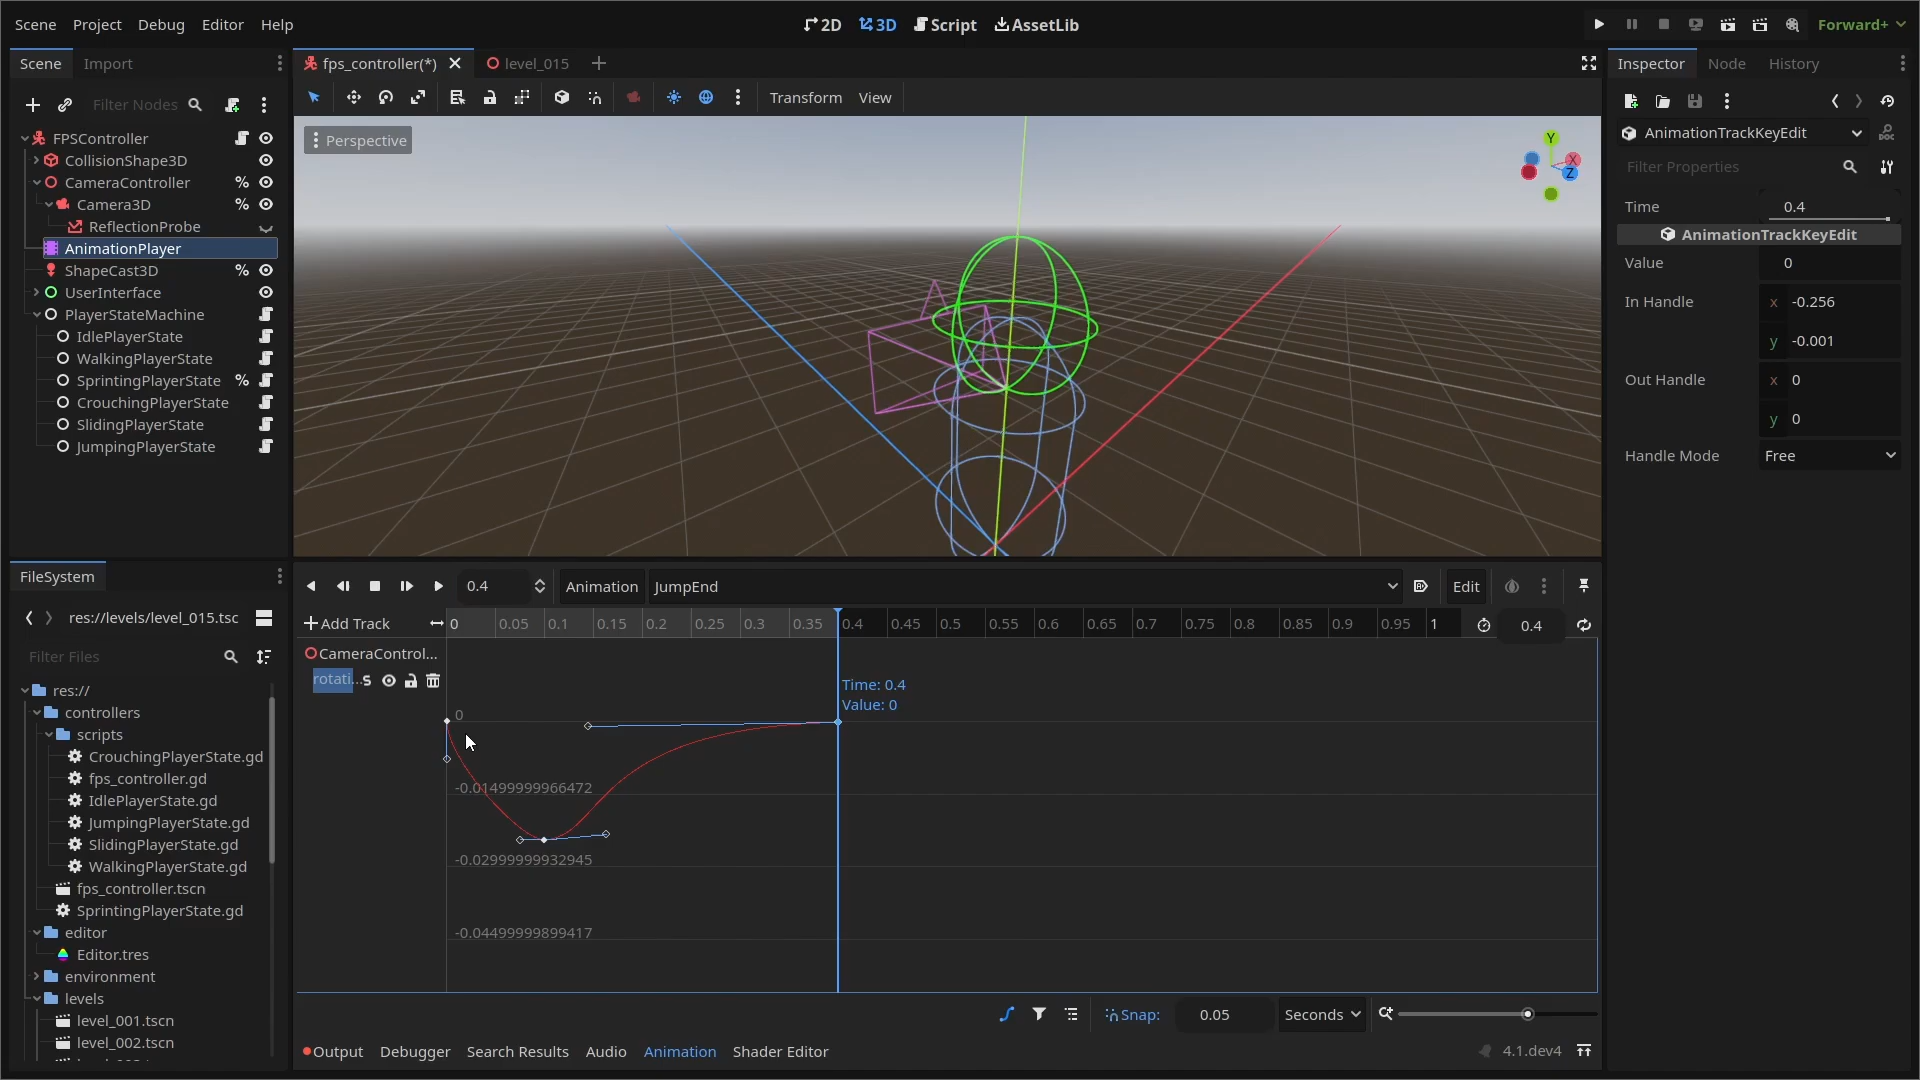 Scene Project Debug Editor Help
2D 3D Script AssetLib
Forward+
Scene Import
Filter Nodes
FPSController
CollisionShape3D
CameraController %
Camera3D %
ReflectionProbe
AnimationPlayer
ShapeCast3D %
UserInterface
PlayerStateMachine
IdlePlayerState
WalkingPlayerState
SprintingPlayerState %
CrouchingPlayerState
SlidingPlayerState
JumpingPlayerState
FileSystem
res://levels/level_015.tsc
Filter Files
res://
controllers
scripts
CrouchingPlayerState.gd
fps_controller.gd
IdlePlayerState.gd
JumpingPlayerState.gd
SlidingPlayerState.gd
WalkingPlayerState.gd
fps_controller.tscn
SprintingPlayerState.gd
editor
Editor.tres
environment
levels
level_001.tscn
level_002.tscn
fps_controller(*) level_015
Transform View
Perspective
Y
X
Z
0.4 Animation JumpEnd Edit
Add Track 0 0.05 0.1 0.15 0.2 0.25 0.3 0.35 0.4 0.45 0.5 0.55 0.6 0.65 0.7 0.75 0.8 0.85 0.9 0.95 1 0.4
CameraControl...
rotati...s
Time: 0.4
Value: 0
0
-0.01499999966472
-0.02999999932945
-0.04499999899417
Snap: 0.05 Seconds
Output Debugger Search Results Audio Animation Shader Editor 4.1.dev4
Inspector Node History
AnimationTrackKeyEdit
Filter Properties
Time 0.4
AnimationTrackKeyEdit
Value 0
In Handle x -0.256
y -0.001
Out Handle x 0
y 0
Handle Mode Free